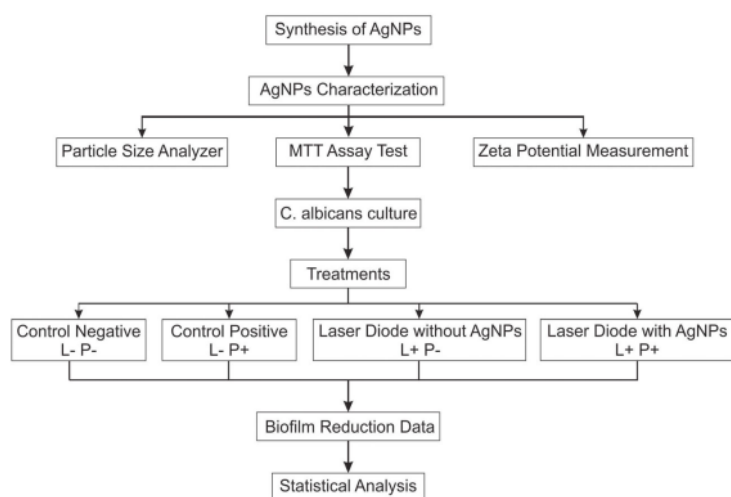 Synthesis of AgNPs
AgNPs Characterization
Particle Size Analyzer
MTT Assay Test
Zeta Potential Measurement
C. albicans culture
Treatments
Control Negative
L- P-
Control Positive
L- P+
Laser Diode without AgNPs
L+ P-
Laser Diode with AgNPs
L+ P+
Biofilm Reduction Data
Statistical Analysis